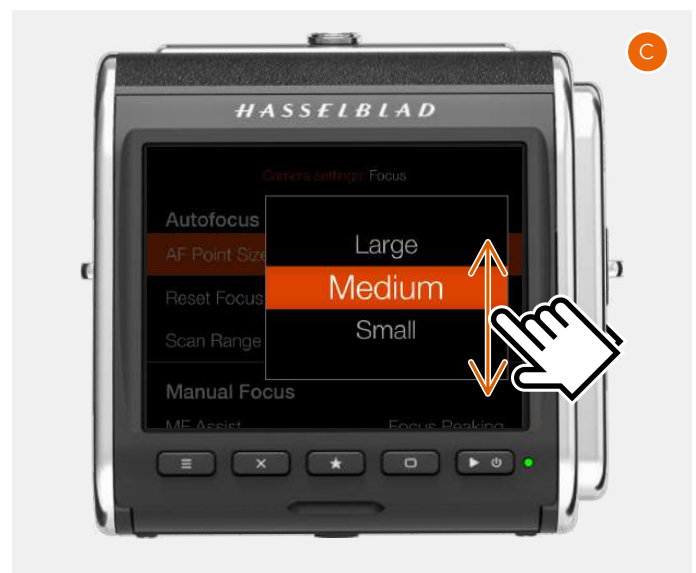 C
HASSELBLAD
Camera settings: Focus
Autofocus
AF Point Size
Reset Focus
Scan Range
Large
Medium
Small
Manual Focus
MF Assist Focus Peaking